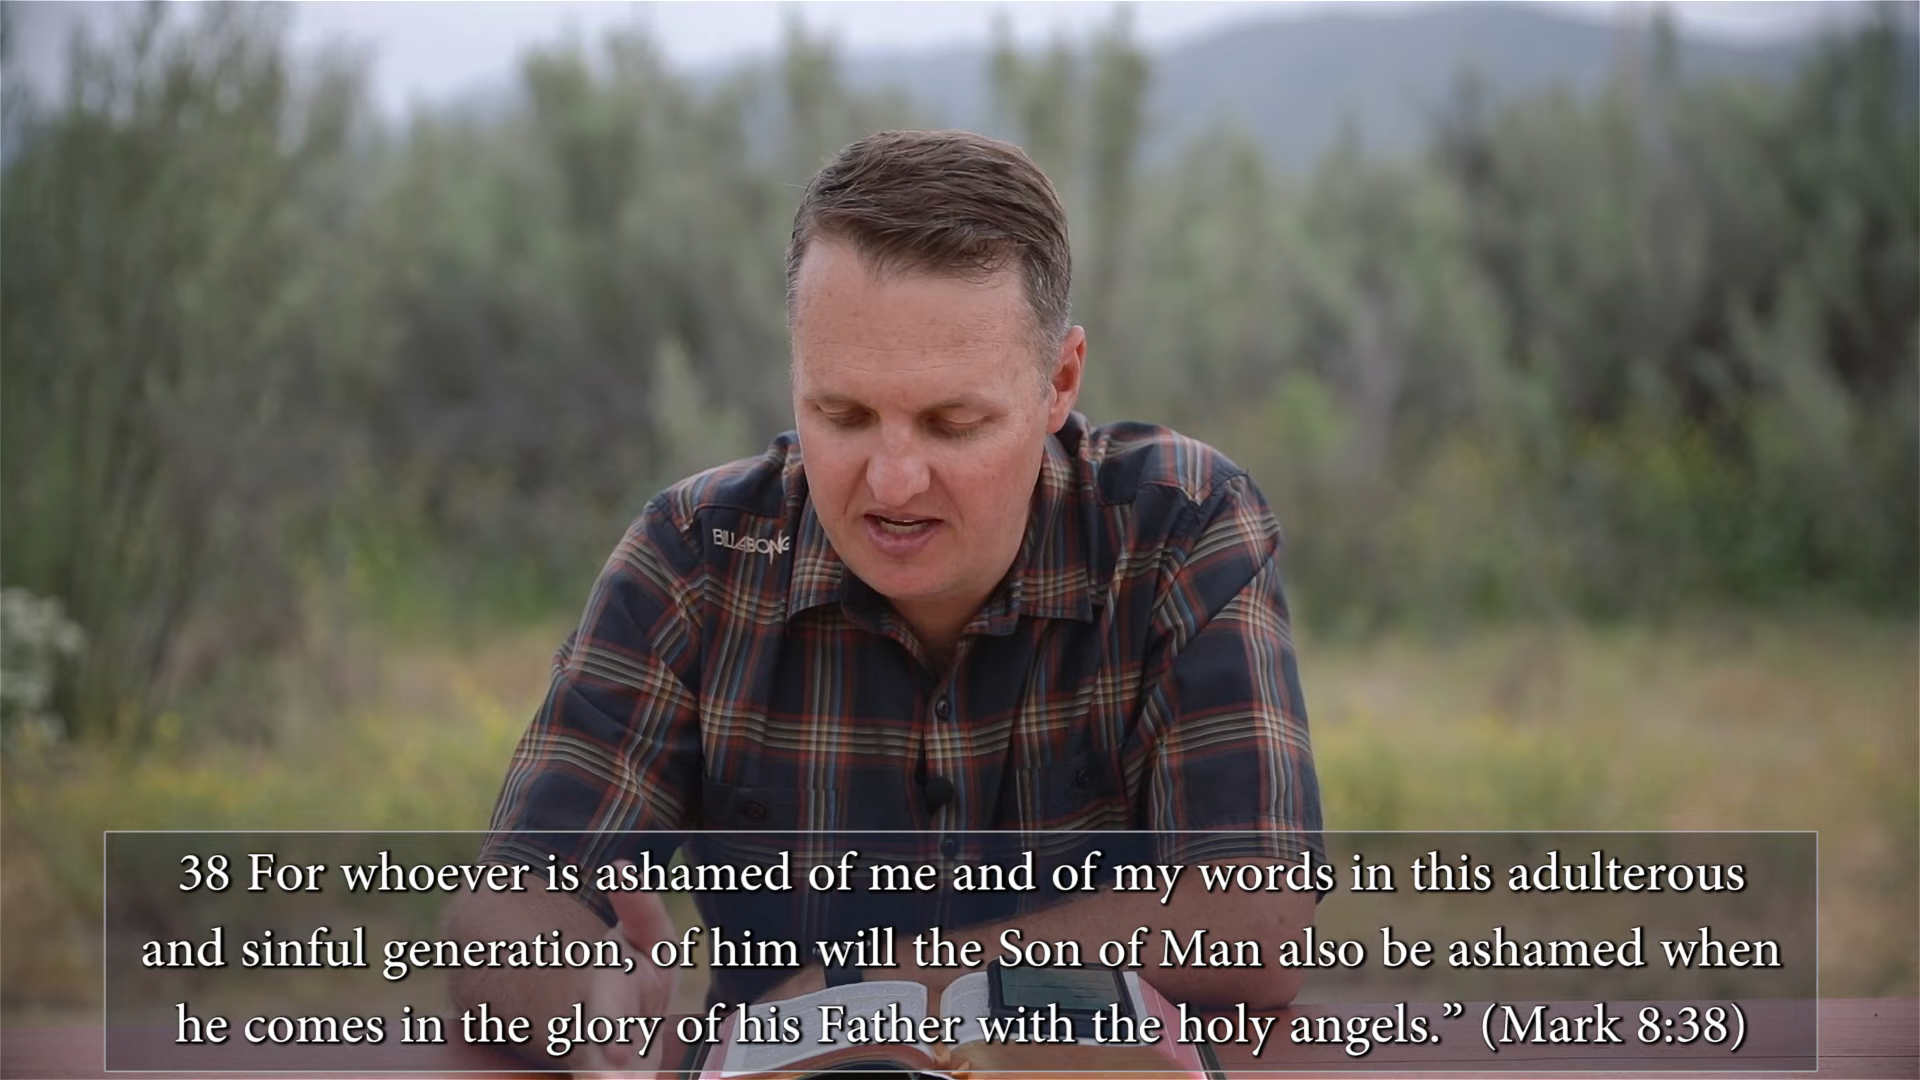 BILLABONG
38 For whoever is ashamed of me and of my words in this adulterous
and sinful generation, of him will the Son of Man also be ashamed when
he comes in the glory of his Father with the holy angels.” (Mark 8:38)